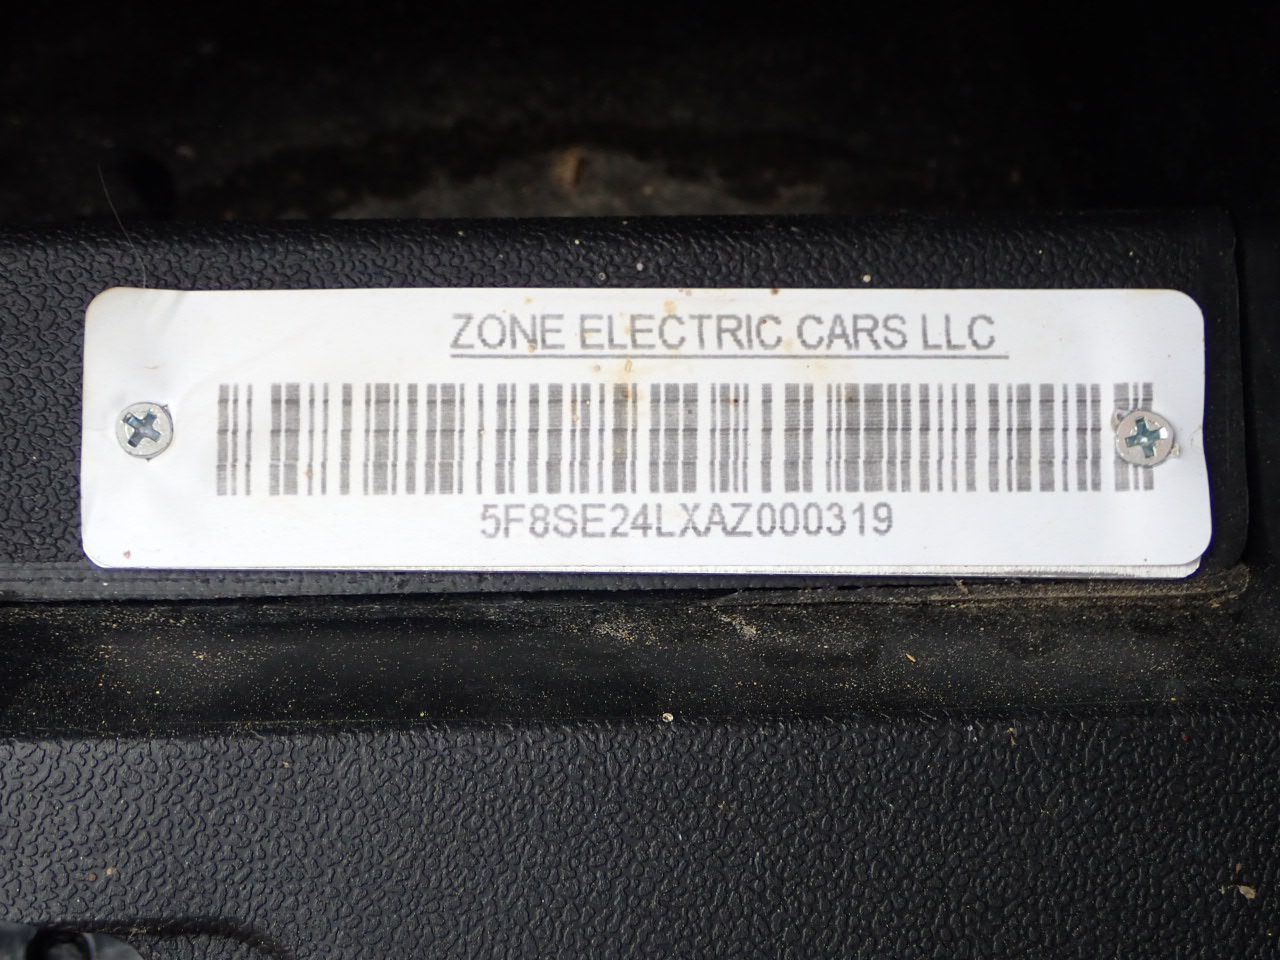 ZONE ELECTRIC CARS LLC
5F8SE24LXAZ000319